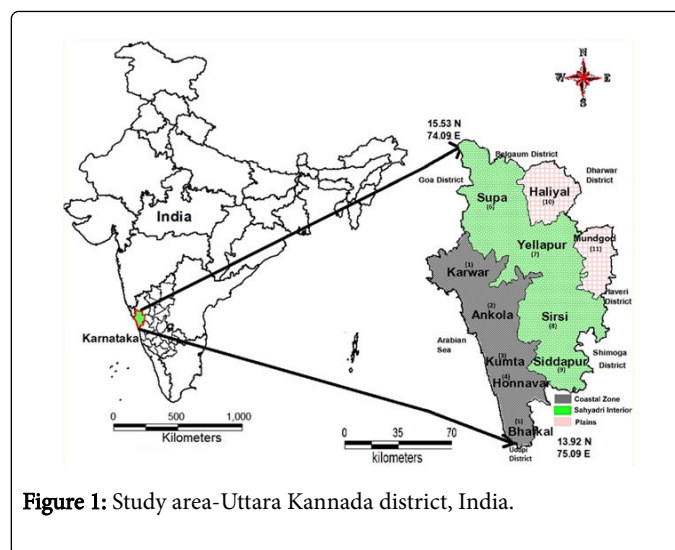 N
W E
S
15.53 N
74.09 E
Belgaum District
Goa District
Dharwar
District
Supa
(6)
Haliyal
(10)
India
Yellapur
(7)
Mundgod
(11)
Karwar
(1)
Haveri
District
Ankola
(2)
Sirsi
(8)
Karnataka
Arabian
Sea
Shimoga
District
Kumta
(3)
Siddapur
(9)
(4)
Honnavar
Coastal Zone
Sahyadri Interior
Plains
(5)
Bhatkal
0 500 1,000
Kilometers
0 35 70
kilometers
Udupi
District
13.92 N
75.09 E
Figure 1: Study area-Uttara Kannada district, India.